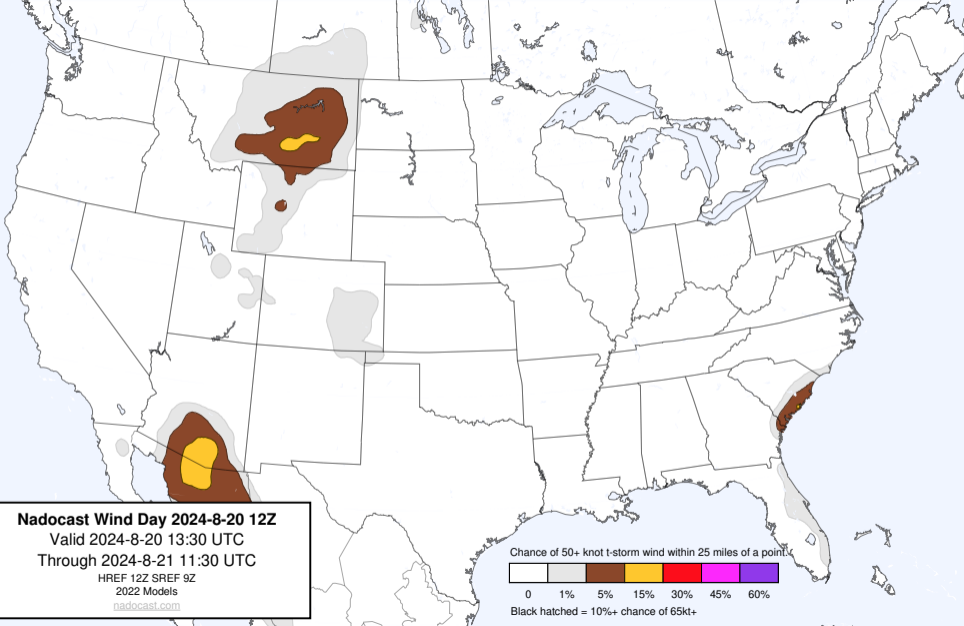 Nadocast Wind Day 2024-8-20 12Z
Valid 2024-8-20 13:30 UTC
Through 2024-8-21 11:30 UTC
HREF 12Z SREF 9Z
2022 Models
nadocast.com
Chance of 50+ knot t-storm wind within 25 miles of a point.
0 1% 5% 15% 30% 45% 60%
Black hatched = 10%+ chance of 65kt+